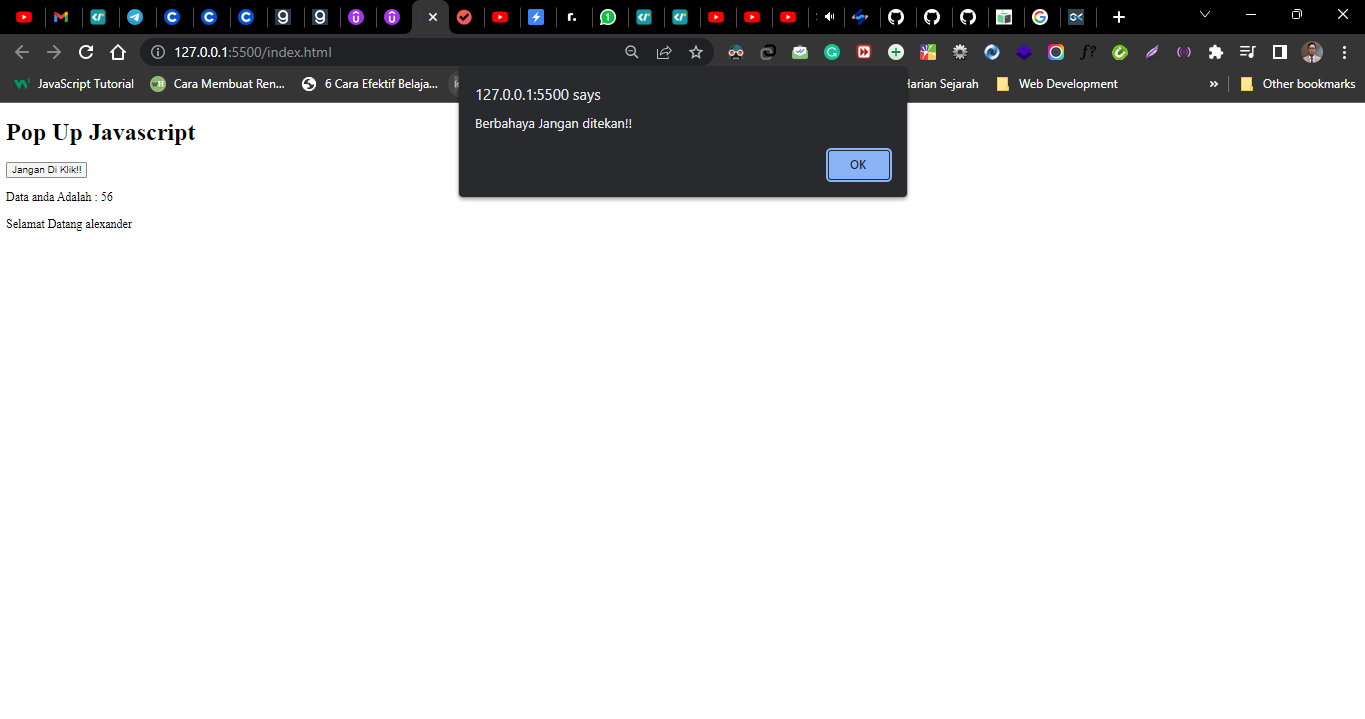 127.0.0.1:5500/index.html
JavaScript Tutorial
Cara Membuat Ren...
6 Cara Efektif Belaja...
Harian Sejarah
Web Development
»
Other bookmarks
127.0.0.1:5500 says
Berbahaya Jangan ditekan!!
OK
Pop Up Javascript
Jangan Di Klik!!
Data anda Adalah : 56
Selamat Datang alexander